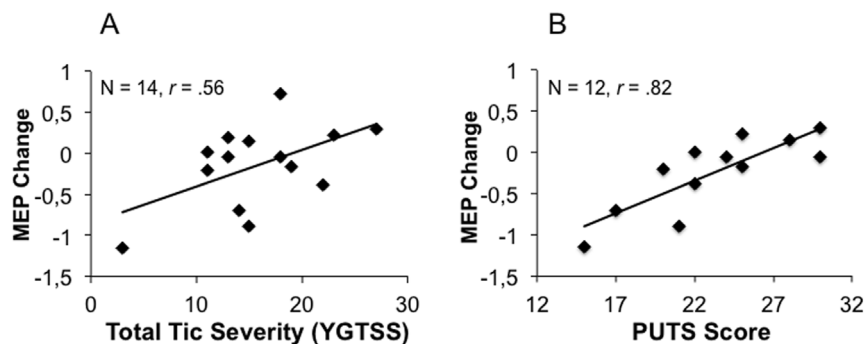 A
N = 14, r = .56
MEP Change
1
0,5
0
-0,5
-1
-1,5
0
10
20
30
Total Tic Severity (YGTSS)
B
N = 12, r = .82
MEP Change
1
0,5
0
-0,5
-1
-1,5
12
17
22
27
32
PUTS Score